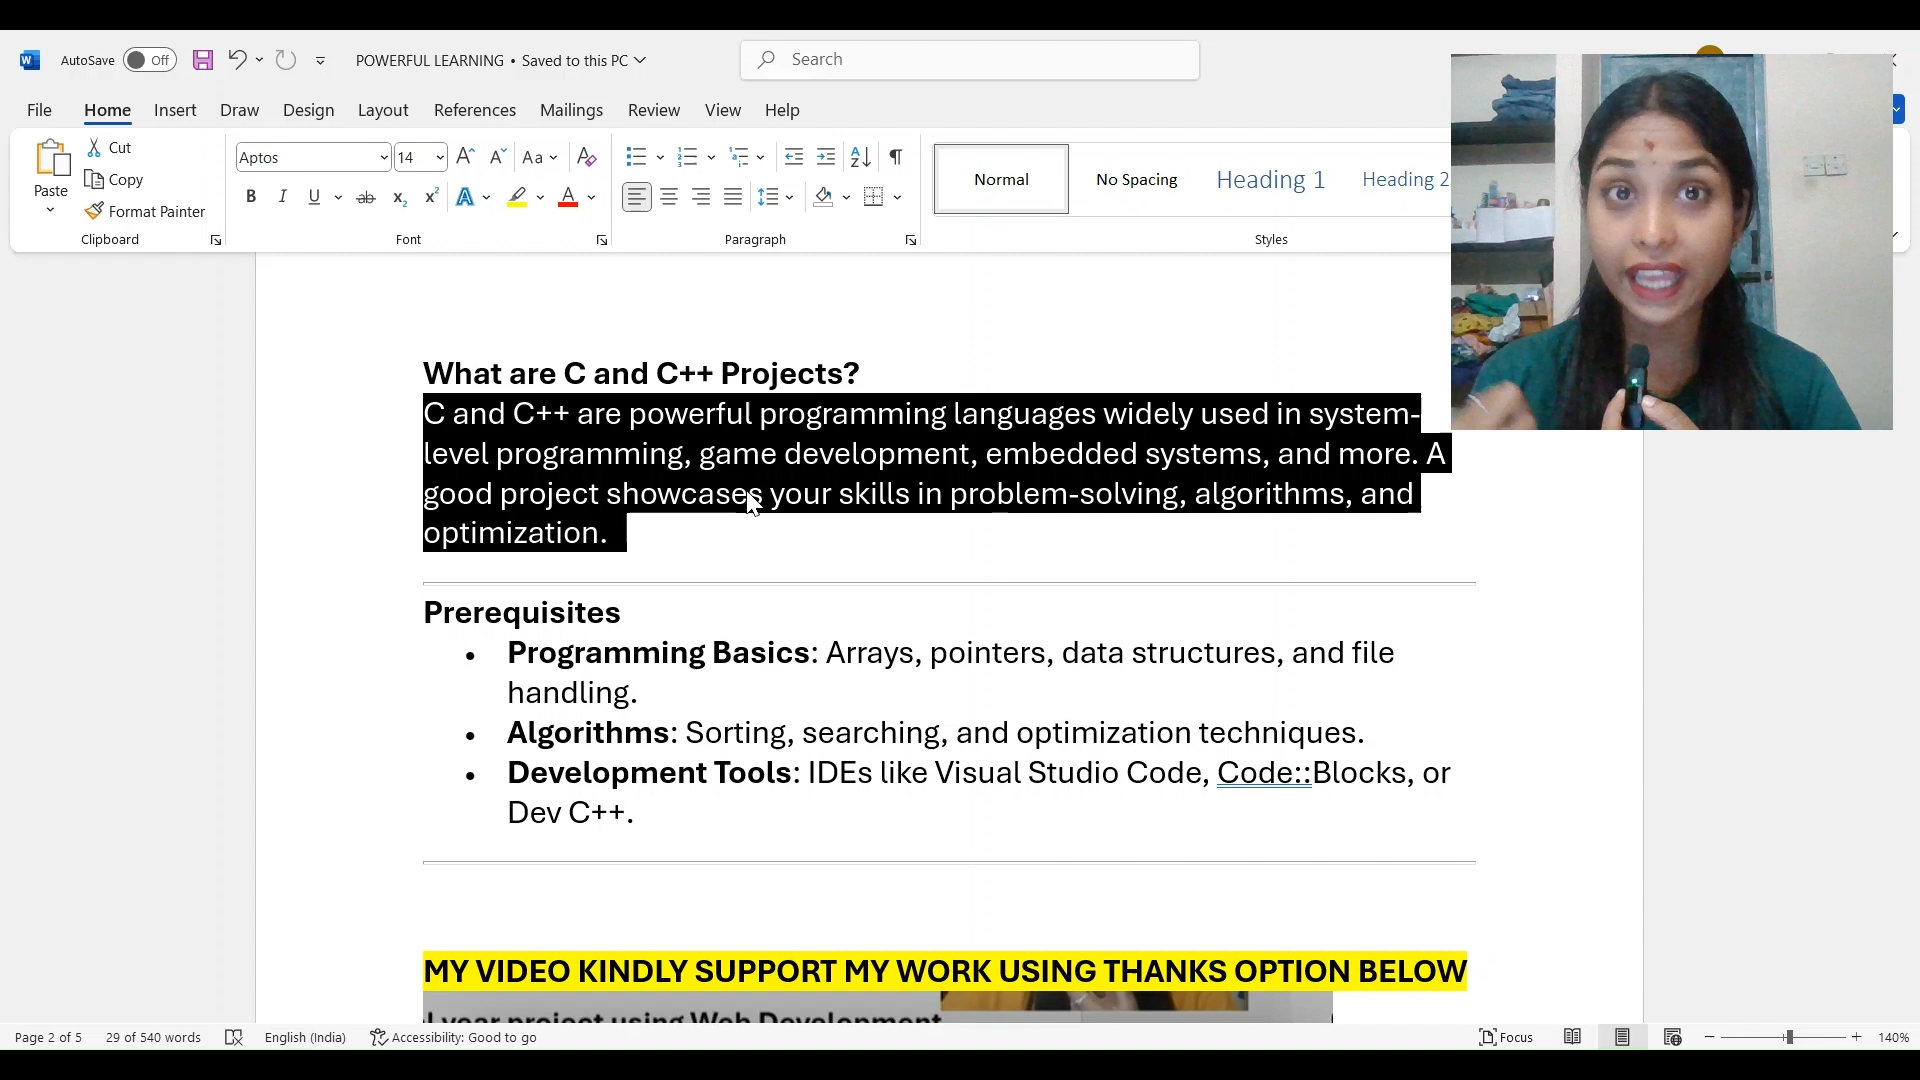 AutoSave Off POWERFUL LEARNING • Saved to this PC Search
File Home Insert Draw Design Layout References Mailings Review View Help
Paste
Cut
Copy
Format Painter
Clipboard
Aptos 14
Font
Paragraph
Normal No Spacing Heading 1 Heading 2
Styles
What are C and C++ Projects?
C and C++ are powerful programming languages widely used in system-
level programming, game development, embedded systems, and more. A
good project showcases your skills in problem-solving, algorithms, and
optimization.
Prerequisites
• Programming Basics: Arrays, pointers, data structures, and file
handling.
• Algorithms: Sorting, searching, and optimization techniques.
• Development Tools: IDEs like Visual Studio Code, Code::Blocks, or
Dev C++.
MY VIDEO KINDLY SUPPORT MY WORK USING THANKS OPTION BELOW
year project using Web Development
Page 2 of 5 29 of 540 words English (India) Accessibility: Good to go Focus 140%